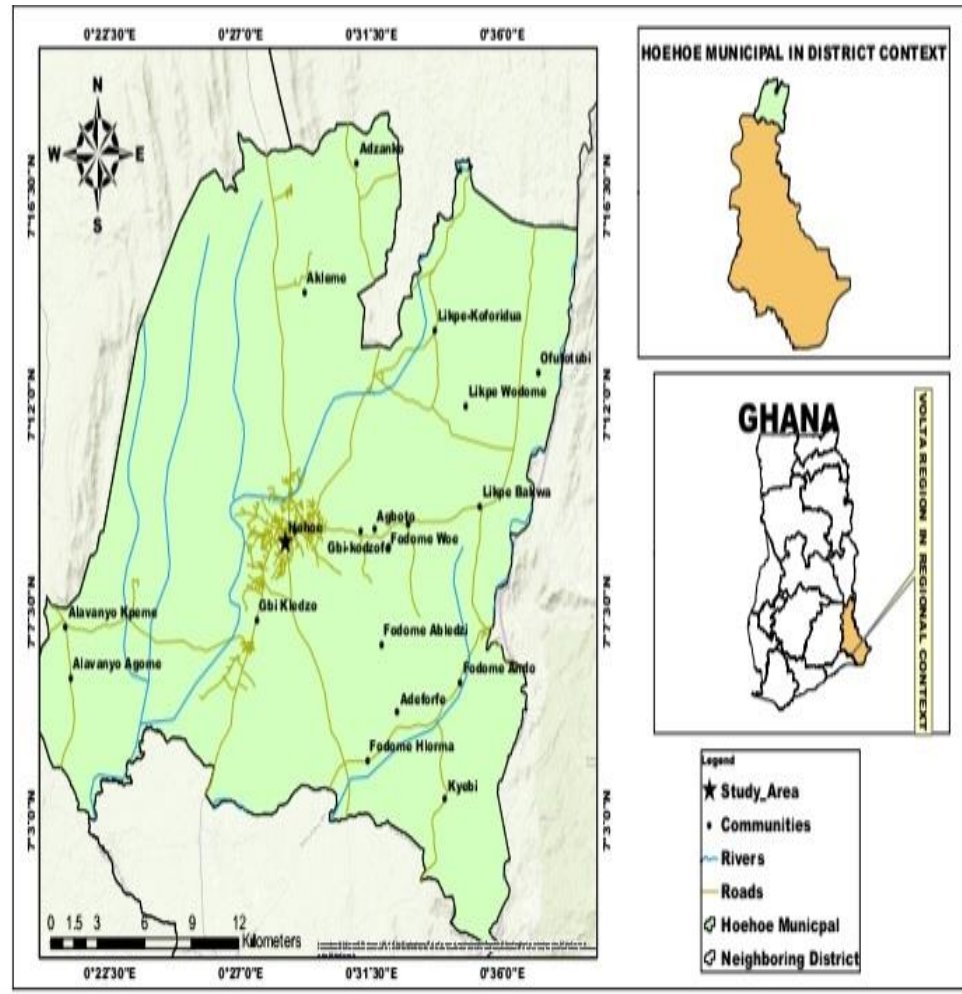 0°22'30"E 0°27'0"E 0°31'30"E 0°36'0"E
N
W E
S
7°16'30"N
7°12'0"N
7°7'30"N
7°3'0"N
Adzanko
Akleme
Likpe-Koforidua
Likpe Wodome
Likpe Bakwa
Hohoe
Agboto
Gbi-kodzofe
Fodome Woe
Gbi Kledzo
Alavanyo Kpeme
Fodome Abledzi
Alavanyo Agome
Fodome Ando
Fodome Hlorma
Kyebi
0 1.5 3 6 9 12
Kilometers
7°16'30"N
7°12'0"N
7°7'30"N
7°3'0"N
0°22'30"E 0°27'0"E 0°31'30"E 0°36'0"E
HOEHOE MUNICIPAL IN DISTRICT CONTEXT
GHANA
VOLTA REGION IN REGIONAL CONTEXT
Legend
Study_Area
Communities
Rivers
Roads
Hoehoe Municpal
Neighboring District